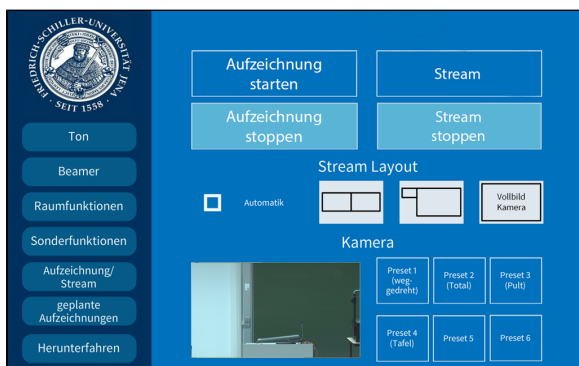 FRIEDRICH-SCHILLER-UNIVERSITÄT JENA
SEIT 1558
Ton
Beamer
Raumfunktionen
Sonderfunktionen
Aufzeichnung/
Stream
geplante
Aufzeichnungen
Herunterfahren
Aufzeichnung
starten
Stream
Aufzeichnung
stoppen
Stream
stoppen
Stream Layout
Automatik
Vollbild
Kamera
Kamera
Preset 1
(weg-
gedreht)
Preset 2
(Total)
Preset 3
(Pult)
Preset 4
(Tafel)
Preset 5
Preset 6